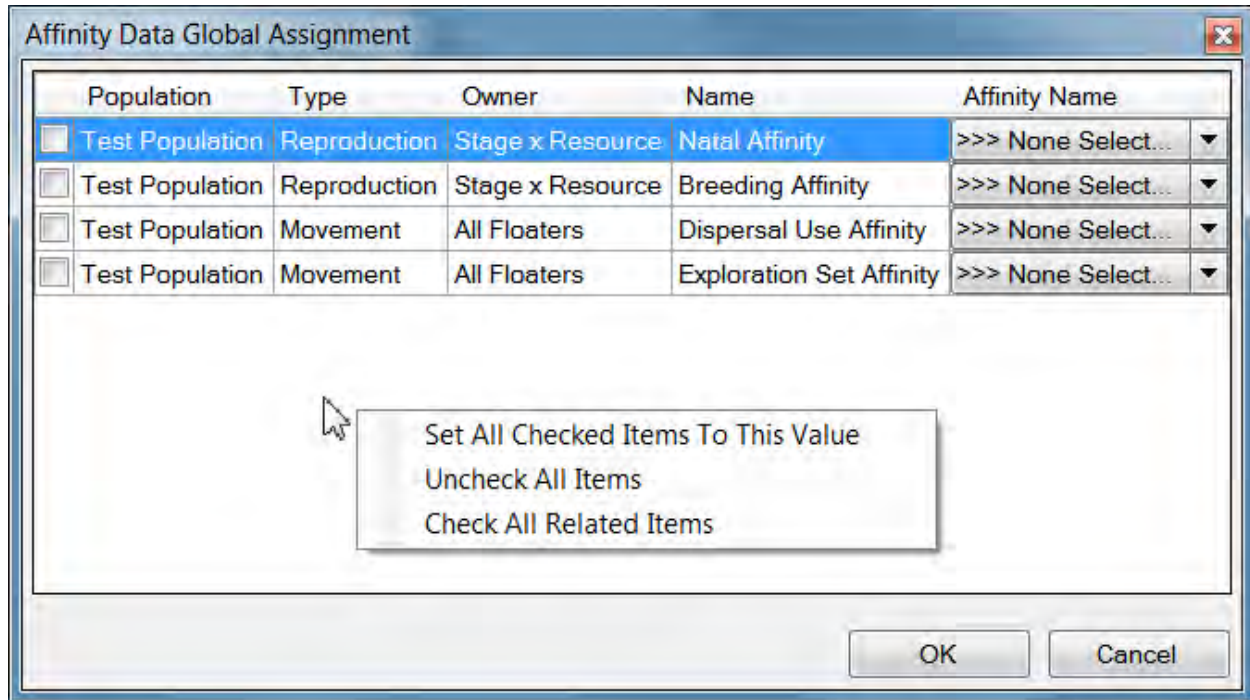 Affinity Data Global Assignment
Population Type Owner Name Affinity Name
Test Population Reproduction Stage x Resource Natal Affinity >>> None Select...
Test Population Reproduction Stage x Resource Breeding Affinity >>> None Select...
Test Population Movement All Floaters Dispersal Use Affinity >>> None Select...
Test Population Movement All Floaters Exploration Set Affinity >>> None Select...
Set All Checked Items To This Value
Uncheck All Items
Check All Related Items
OK Cancel